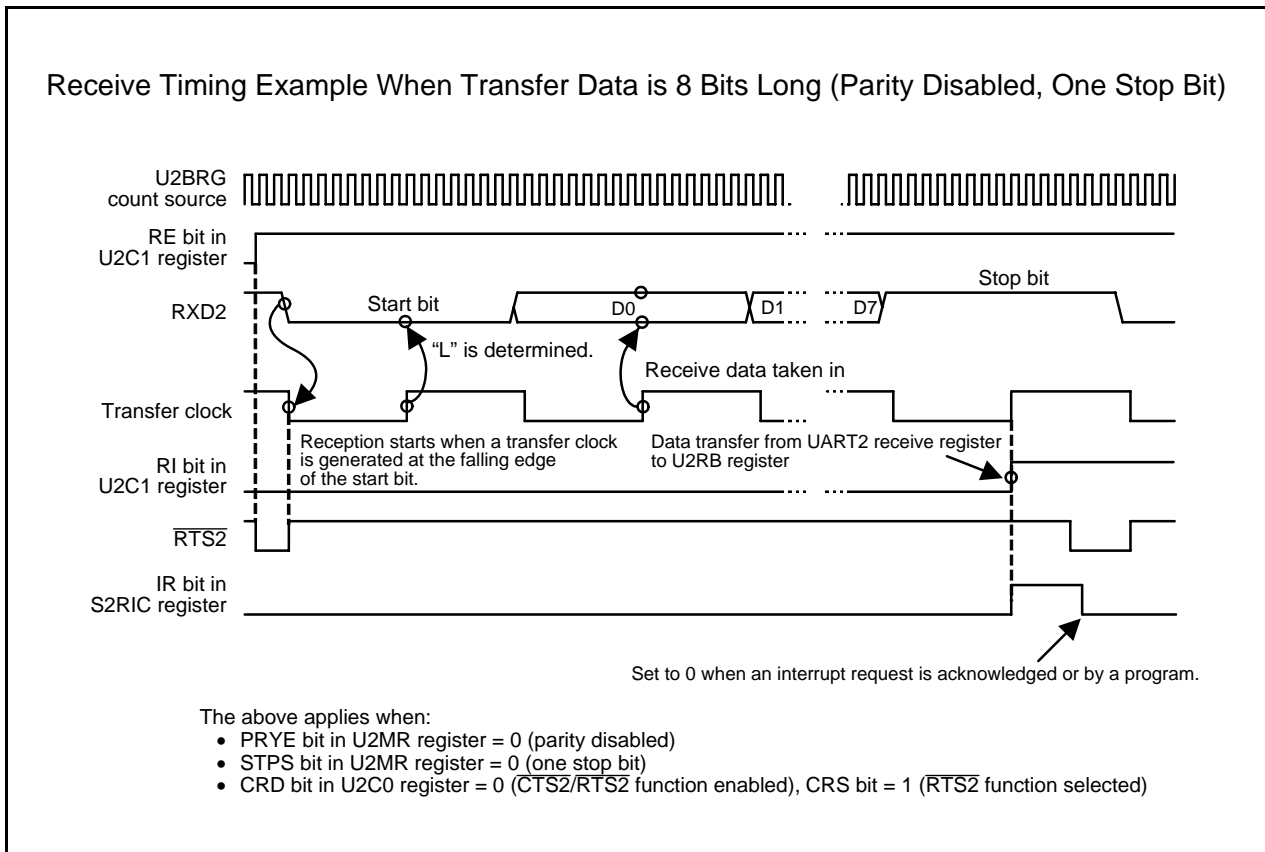 Receive Timing Example When Transfer Data is 8 Bits Long (Parity Disabled, One Stop Bit)
U2BRG
count source
RE bit in
U2C1 register
RXD2
Start bit
D0
D1
D7
Stop bit
“L” is determined.
Receive data taken in
Transfer clock
Reception starts when a transfer clock
is generated at the falling edge
of the start bit.
Data transfer from UART2 receive register
to U2RB register
RI bit in
U2C1 register
RTS2
IR bit in
S2RIC register
Set to 0 when an interrupt request is acknowledged or by a program.
The above applies when:
• PRYE bit in U2MR register = 0 (parity disabled)
• STPS bit in U2MR register = 0 (one stop bit)
• CRD bit in U2C0 register = 0 (CTS2/RTS2 function enabled), CRS bit = 1 (RTS2 function selected)